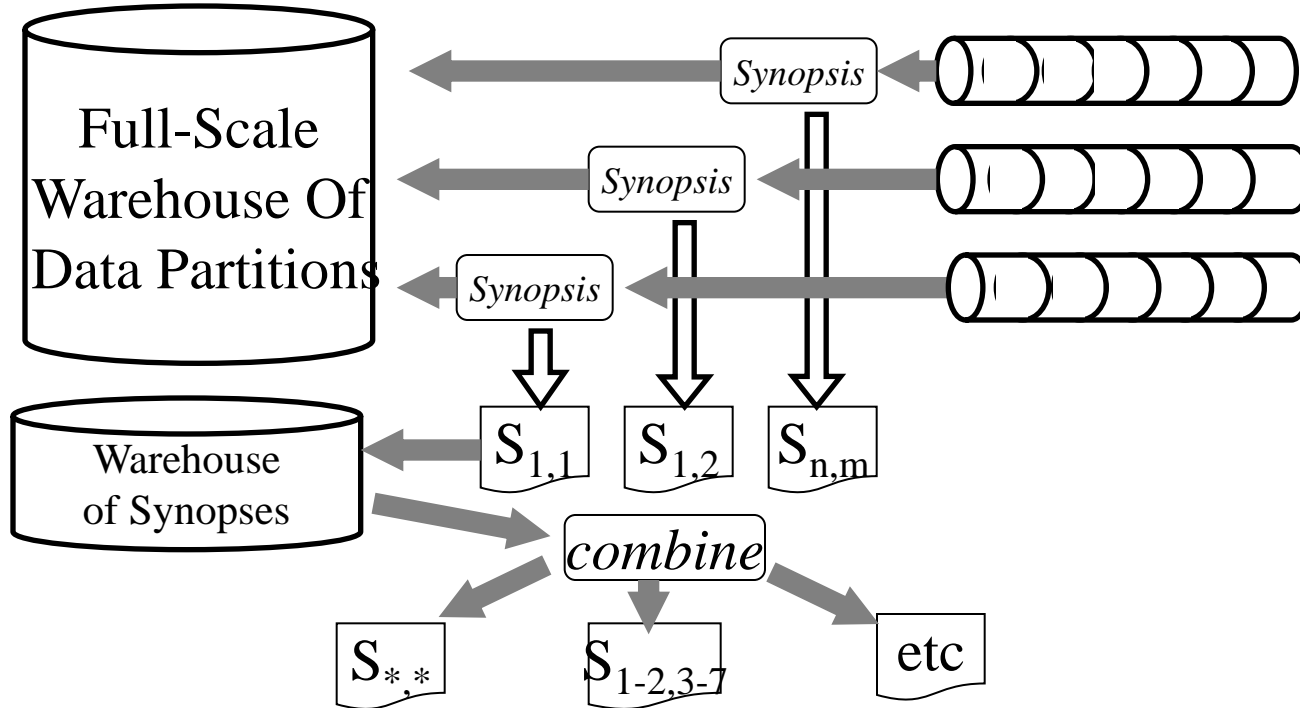 Synopsis
Full-Scale
Warehouse Of
Data Partitions
Synopsis
Synopsis
S1,1
S1,2
Sn,m
Warehouse
of Synopses
combine
S*,*
S1-2,3-7
etc